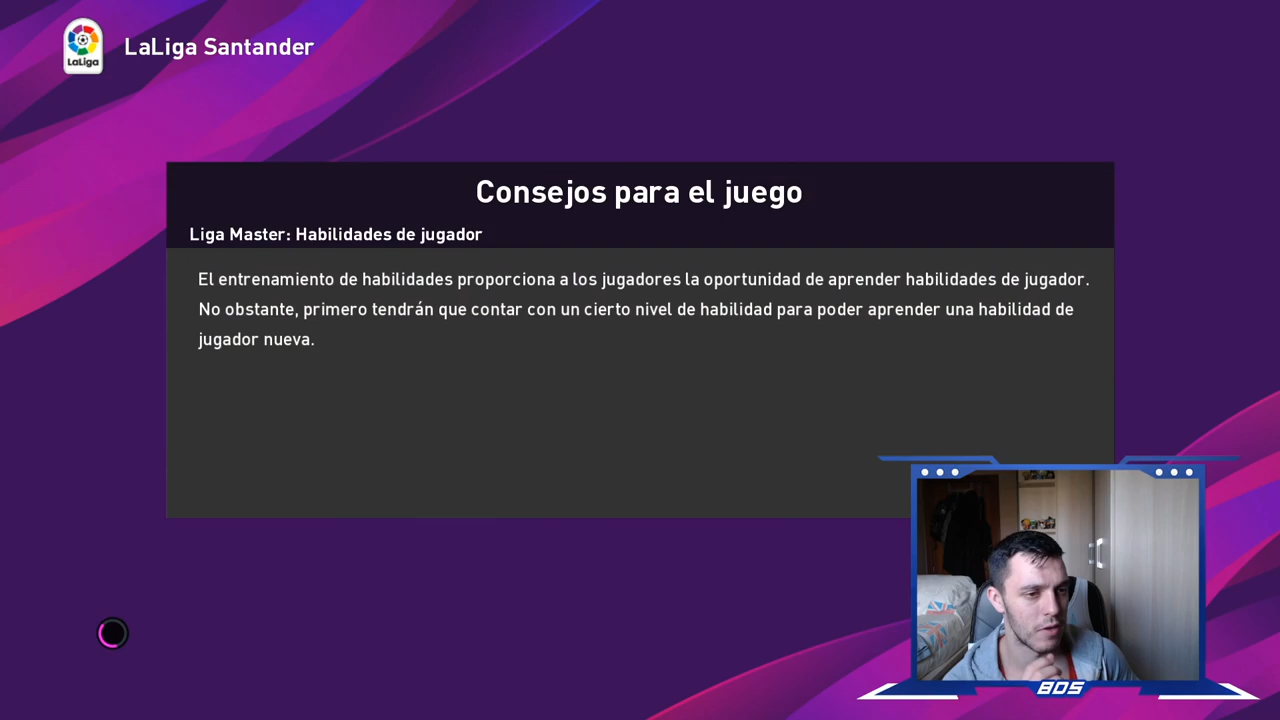 LaLiga
LaLiga Santander
Consejos para el juego
Liga Master: Habilidades de jugador
El entrenamiento de habilidades proporciona a los jugadores la oportunidad de aprender habilidades de jugador.
No obstante, primero tendrán que contar con un cierto nivel de habilidad para poder aprender una habilidad de
jugador nueva.
BDS